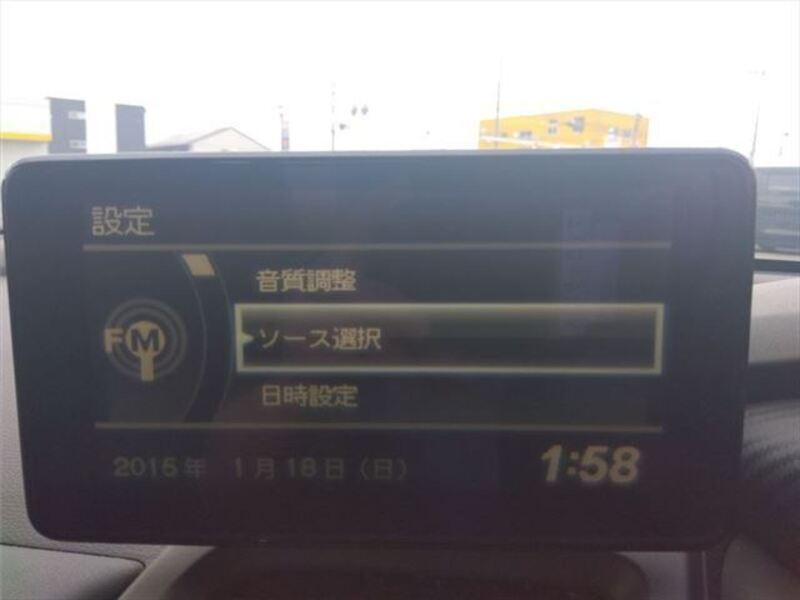 設定
音質調整
FM
ソース選択
日時設定
2015年 1月18日(日) 1:58